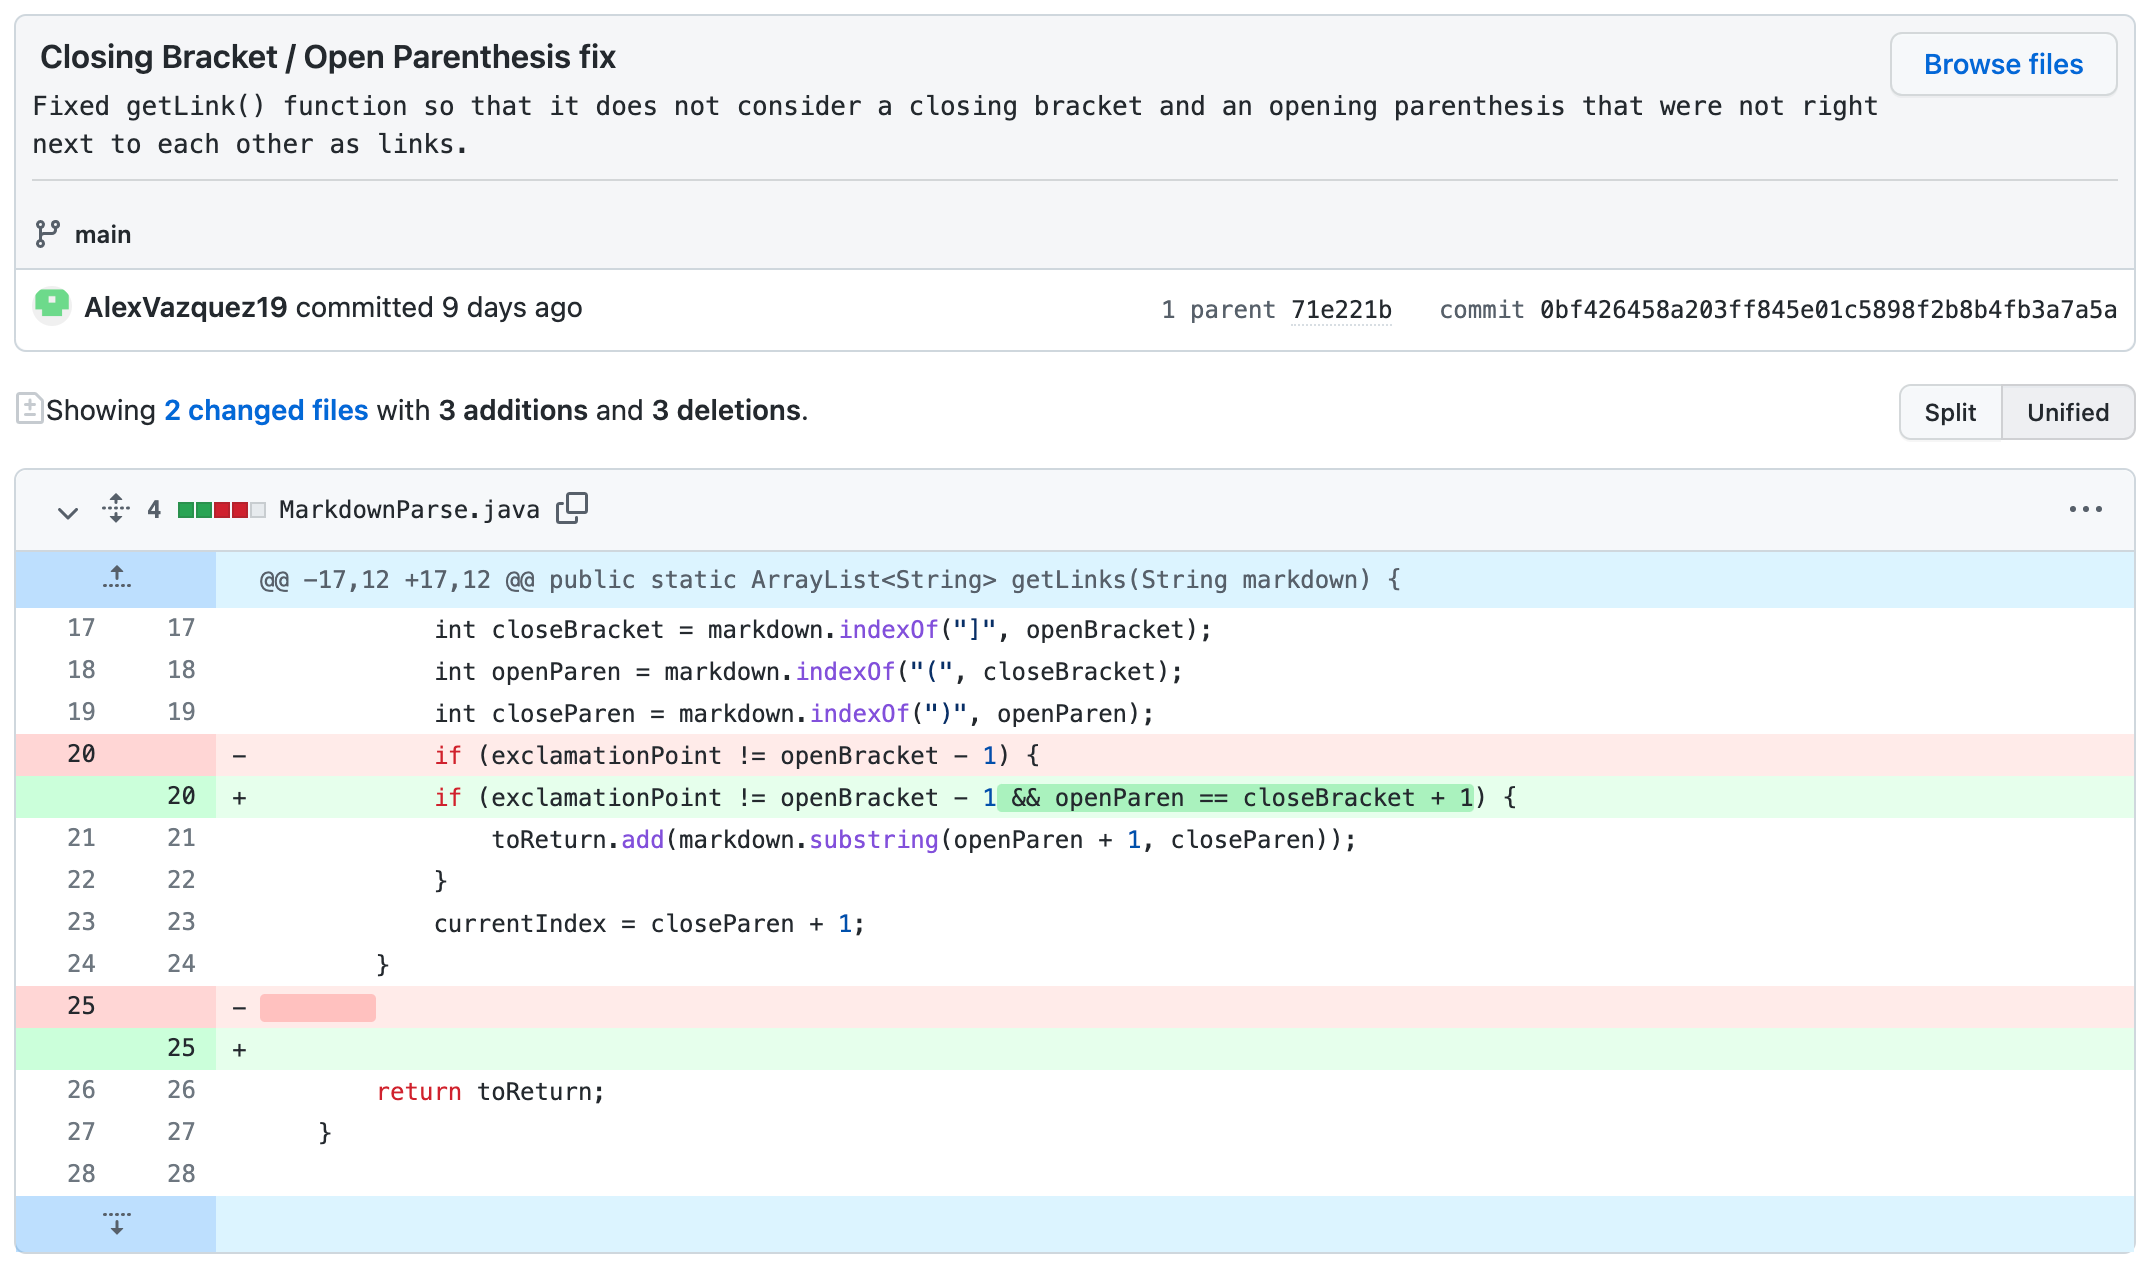 Closing Bracket / Open Parenthesis fix
Browse files
Fixed getLink() function so that it does not consider a closing bracket and an opening parenthesis that were not right
next to each other as links.
main
AlexVazquez19 committed 9 days ago
1 parent 71e221b commit 0bf426458a203ff845e01c5898f2b8b4fb3a7a5a
Showing 2 changed files with 3 additions and 3 deletions.
Split Unified
4 MarkdownParse.java
@@ -17,12 +17,12 @@ public static ArrayList<String> getLinks(String markdown) {
17 17 int closeBracket = markdown.indexOf("]", openBracket);
18 18 int openParen = markdown.indexOf("(", closeBracket);
19 19 int closeParen = markdown.indexOf(")", openParen);
20 - if (exclamationPoint != openBracket - 1) {
20 + if (exclamationPoint != openBracket - 1 && openParen == closeBracket + 1) {
21 21 toReturn.add(markdown.substring(openParen + 1, closeParen));
22 22 }
23 23 currentIndex = closeParen + 1;
24 24 }
25 -
25 +
26 26 return toReturn;
27 27 }
28 28